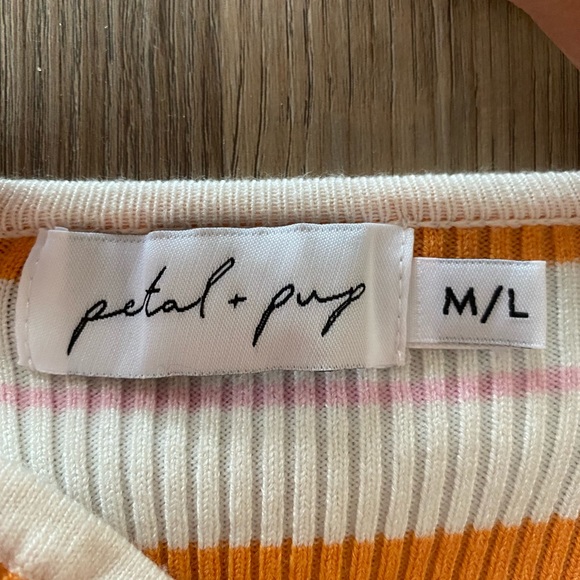 petal + pup
M/L